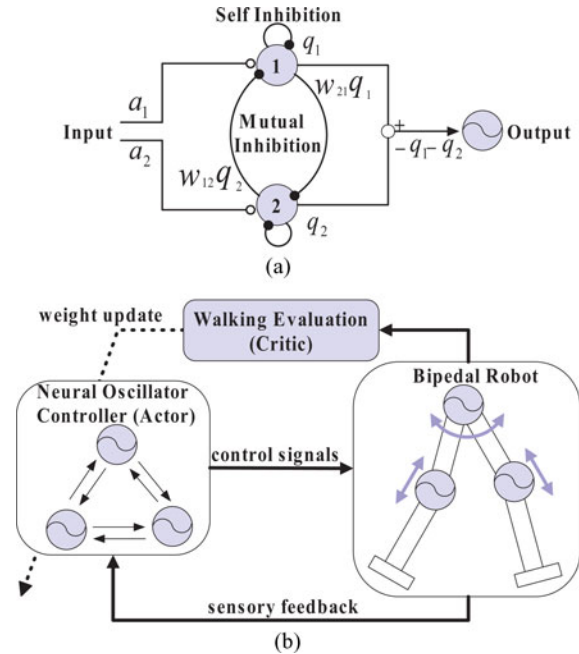 Self Inhibition
q₁
1
a₁
w₂₁q₁
Input
Mutual
Inhibition
+
−
q₁−q₂
Output
a₂
w₁₂q₂
2
q₂
(a)
weight update
Walking Evaluation
(Critic)
Neural Oscillator
Controller (Actor)
Bipedal Robot
control signals
sensory feedback
(b)